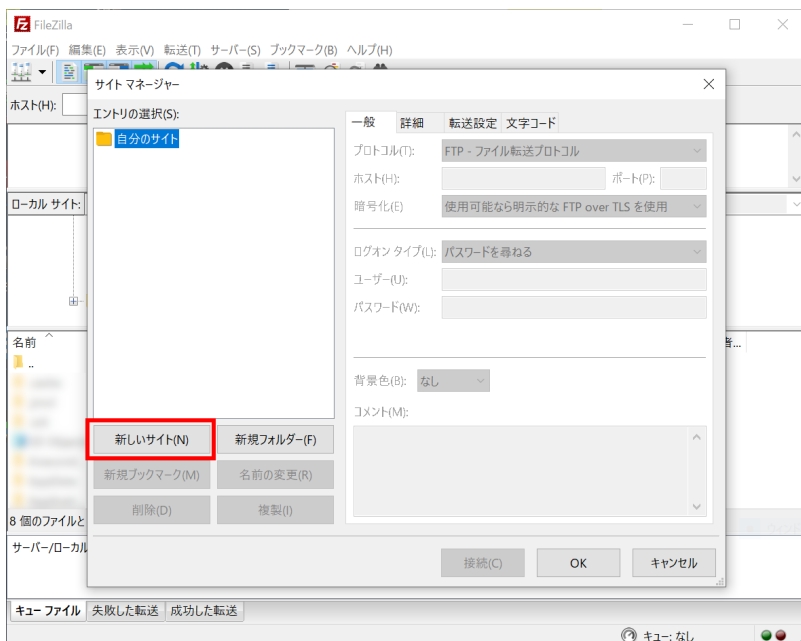 FileZilla
ファイル(F) 編集(E) 表示(V) 転送(T) サーバー(S) ブックマーク(B) ヘルプ(H)
ホスト(H):
サイト マネージャー
エントリの選択(S):
自分のサイト
一般 詳細 転送設定 文字コード
プロトコル(T): FTP - ファイル転送プロトコル
ホスト(H): ポート(P):
暗号化(E) 使用可能なら明示的な FTP over TLS を使用
ログオン タイプ(L): パスワードを尋ねる
ユーザー(U):
パスワード(W):
背景色(B): なし
コメント(M):
新しいサイト(N) 新規フォルダー(F)
新規ブックマーク(M) 名前の変更(R)
削除(D) 複製(I)
接続(C) OK キャンセル
ローカル サイト:
名前
者...
..
8 個のファイルと
サーバー/ローカル
キュー ファイル 失敗した転送 成功した転送
キュー: なし